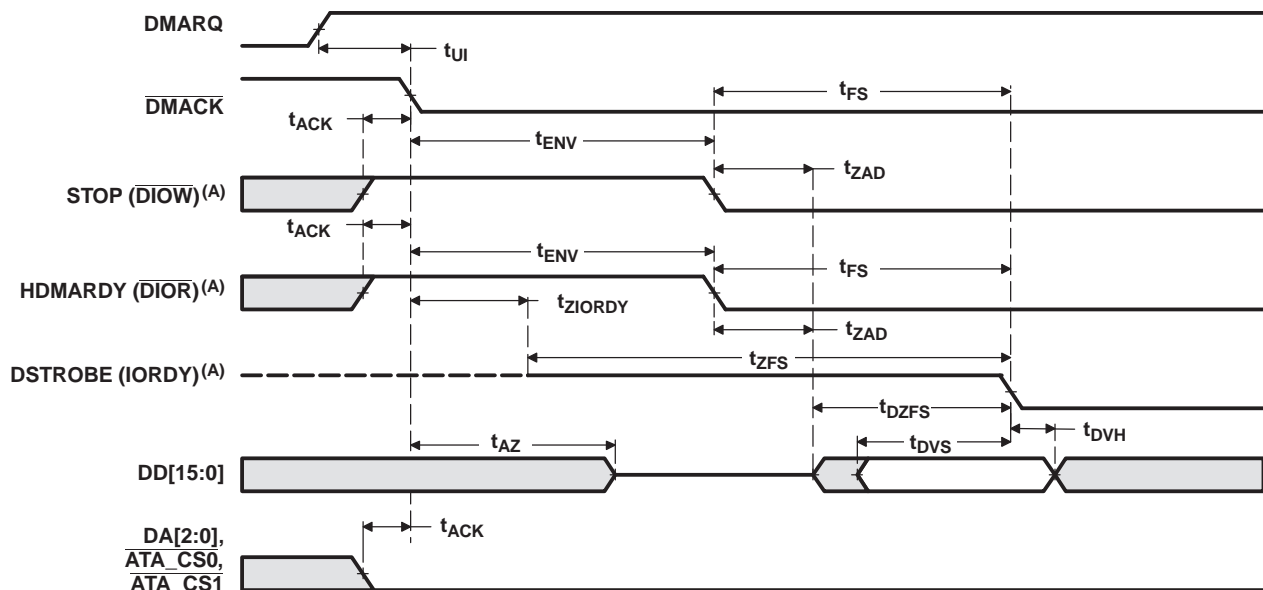 DMARQ
tUI
DMACK
tFS
tACK
tENV
tZAD
STOP (DIOW)(A)
tACK
tENV
tFS
HDMARDY (DIOR)(A)
tZIORDY
tZAD
tZFS
DSTROBE (IORDY)(A)
tDZFS
tDVH
tAZ
tDVS
DD[15:0]
tACK
DA[2:0],
ATA_CS0,
ATA_CS1